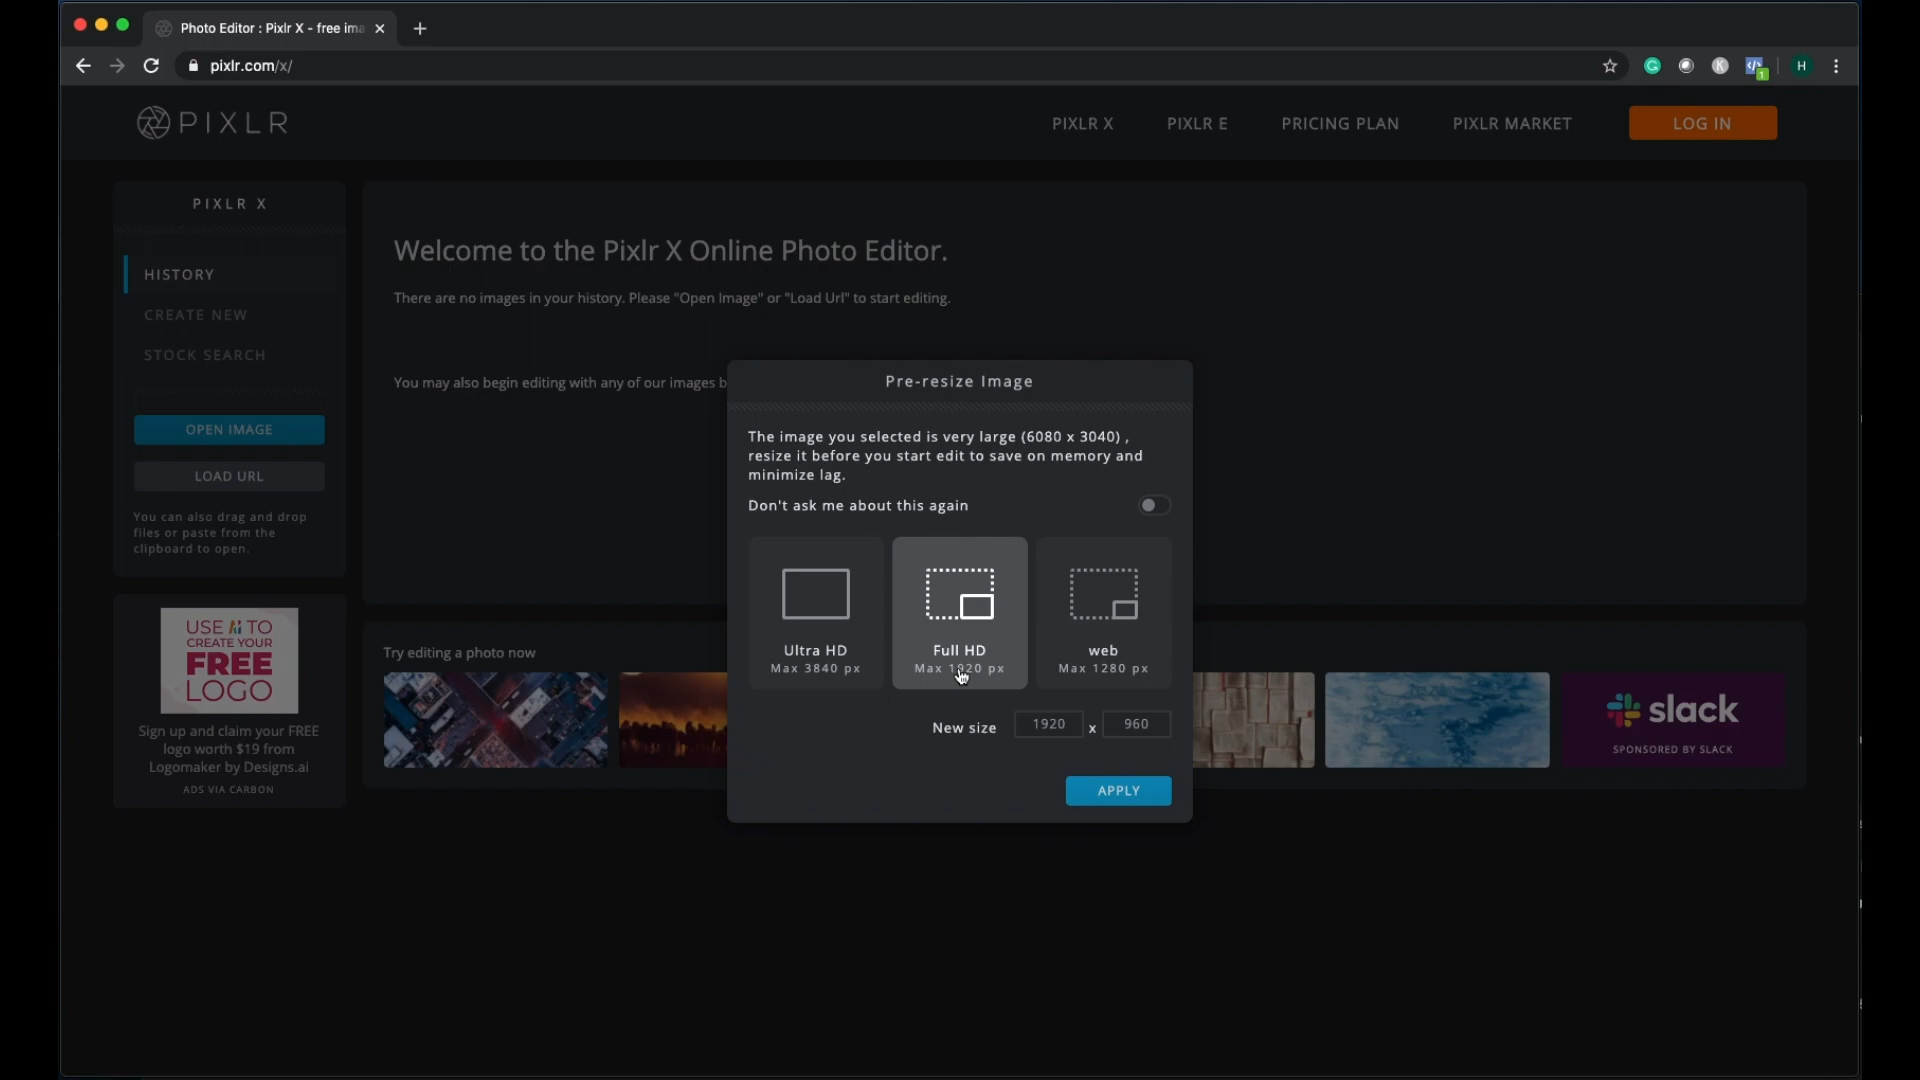 Photo Editor : Pixlr X - free ima
pixlr.com/x/
H
1
PIXLR
PIXLR X
PIXLR E
PRICING PLAN
PIXLR MARKET
LOG IN
PIXLR X
HISTORY
CREATE NEW
STOCK SEARCH
OPEN IMAGE
LOAD URL
You can also drag and drop
files or paste from the
clipboard to open.
Welcome to the Pixlr X Online Photo Editor.
There are no images in your history. Please "Open Image" or "Load Url" to start editing.
You may also begin editing with any of our images b
Pre-resize Image
The image you selected is very large (6080 x 3040) ,
resize it before you start edit to save on memory and
minimize lag.
Don't ask me about this again
Ultra HD
Max 3840 px
Full HD
Max 1920 px
web
Max 1280 px
New size
1920
x
960
APPLY
USE AI TO
CREATE YOUR
FREE
LOGO
Sign up and claim your FREE
logo worth $19 from
Logomaker by Designs.ai
ADS VIA CARBON
Try editing a photo now
slack
SPONSORED BY SLACK